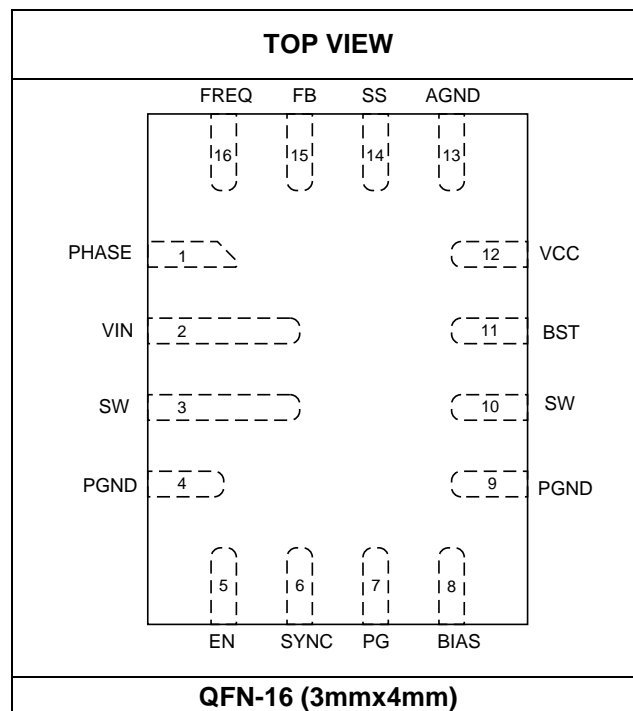 TOP VIEW
FREQ FB SS AGND
16 15 14 13
PHASE 1 12 VCC
VIN 2 11 BST
SW 3 10 SW
PGND 4 9 PGND
5 6 7 8
EN SYNC PG BIAS
QFN-16 (3mmx4mm)